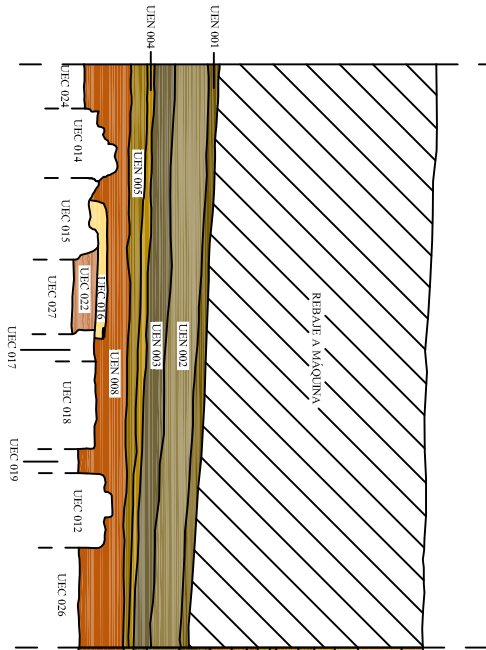 UEN 001
UEN 004
REBAJE A MÁQUINA
UEN 002
UEN 003
UEN 005
UEN 008
UEC 016
UEC 022
UEC 024
UEC 014
UEC 015
UEC 027
UEC 017
UEC 018
UEC 019
UEC 012
UEC 026